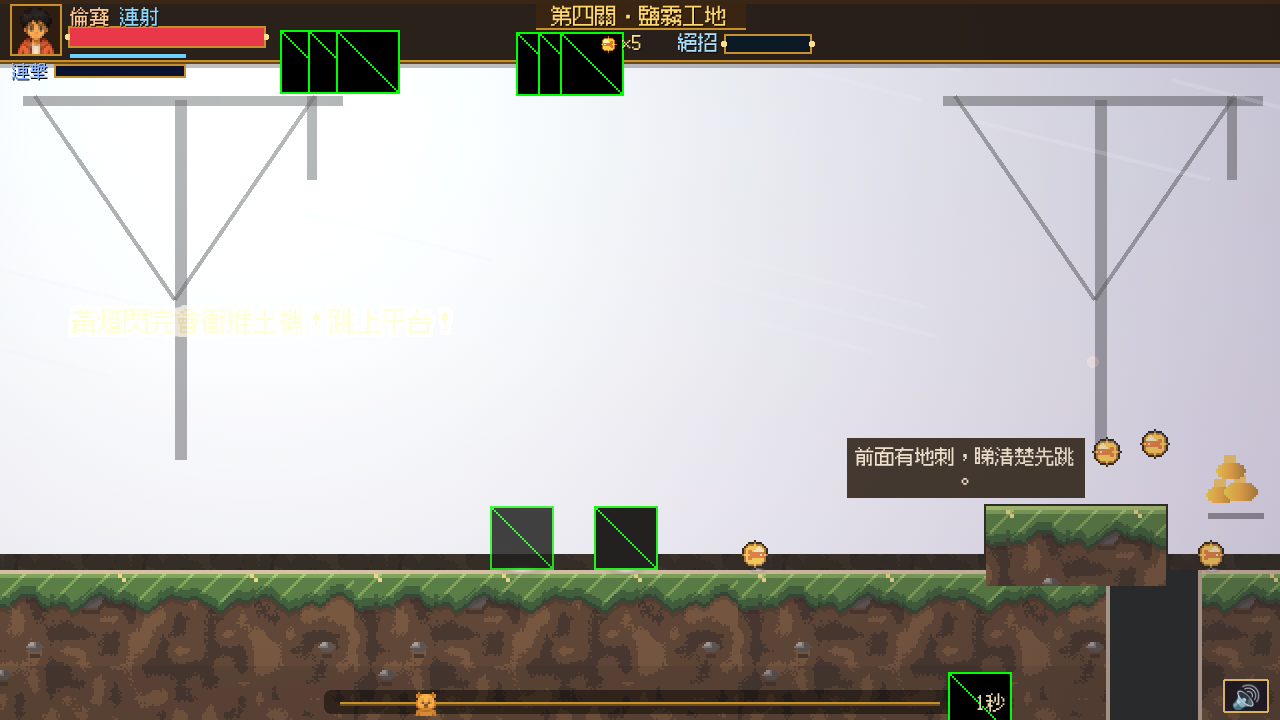 倫寶 連射
第四關·鹽霧工地
×5
絕招
連擊
黃燈閃完會衝推土機！跳上平台！
前面有地刺，睇清楚先跳
。
1秒